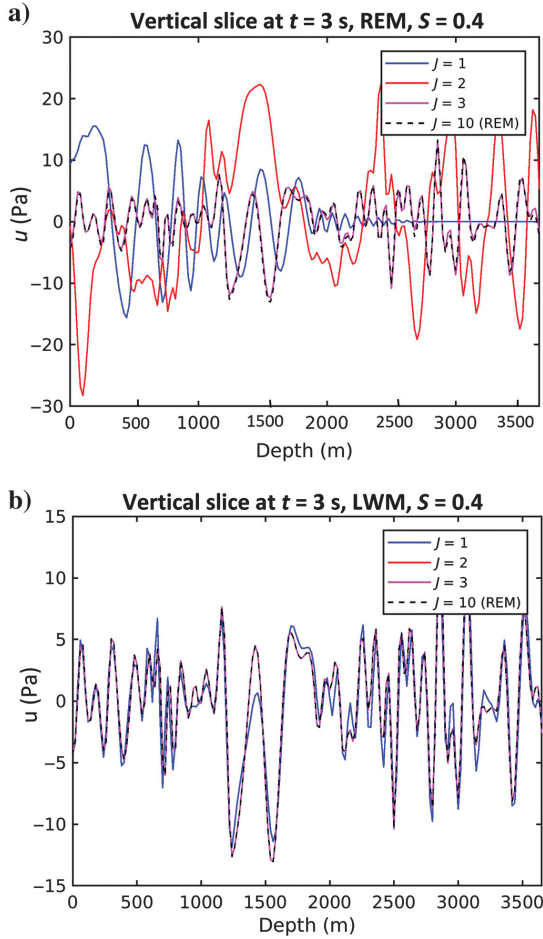 a)
Vertical slice at t = 3 s, REM, S = 0.4
30
20
10
0
−10
−20
−30
u (Pa)
J = 1
J = 2
J = 3
J = 10 (REM)
0 500 1000 1500 2000 2500 3000 3500
Depth (m)
b)
Vertical slice at t = 3 s, LWM, S = 0.4
15
10
5
0
−5
−10
−15
u (Pa)
J = 1
J = 2
J = 3
J = 10 (REM)
0 500 1000 1500 2000 2500 3000 3500
Depth (m)